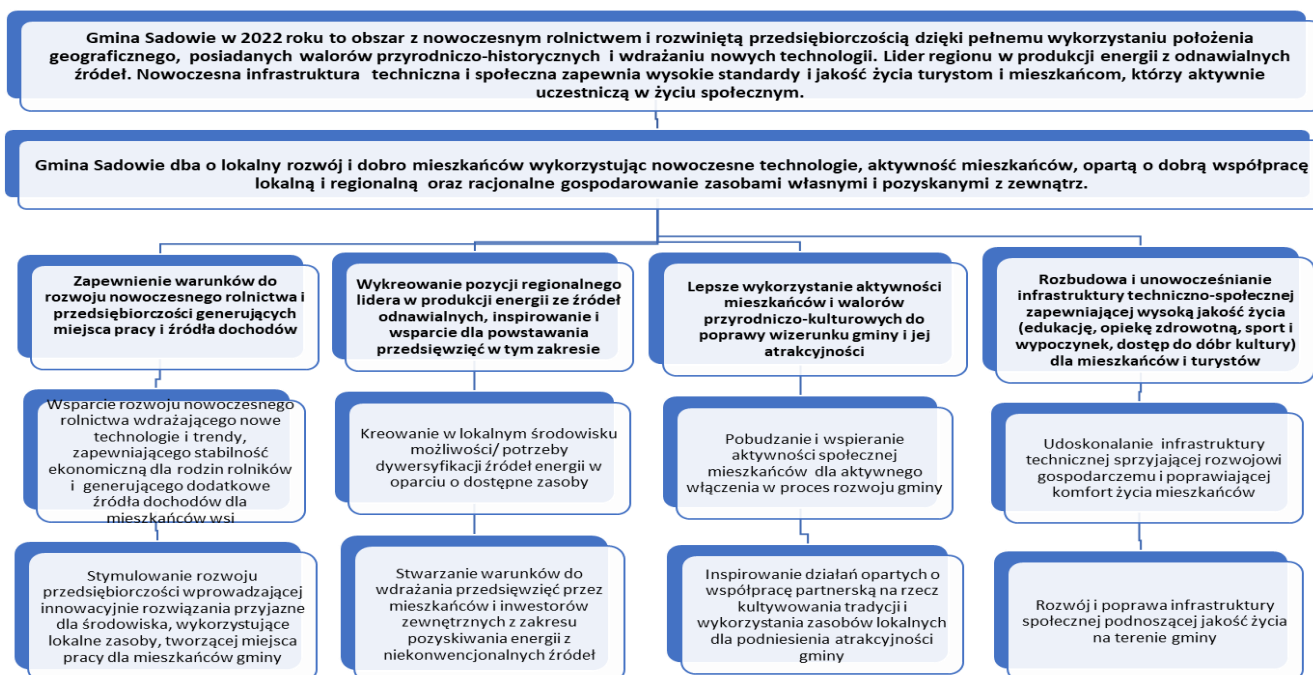 Gmina Sadowie w 2022 roku to obszar z nowoczesnym rolnictwem i rozwiniętą przedsiębiorczością dzięki pełnemu wykorzystaniu położenia
geograficznego, posiadanych walorów przyrodniczo-historycznych i wdrażaniu nowych technologii. Lider regionu w produkcji energii z odnawialnych
źródeł. Nowoczesna infrastruktura techniczna i społeczna zapewnia wysokie standardy i jakość życia turystom i mieszkańcom, którzy aktywnie
uczestniczą w życiu społecznym.
Gmina Sadowie dba o lokalny rozwój i dobro mieszkańców wykorzystując nowoczesne technologie, aktywność mieszkańców, opartą o dobrą współpracę
lokalną i regionalną oraz racjonalne gospodarowanie zasobami własnymi i pozyskanymi z zewnątrz.
Zapewnienie warunków do
rozwoju nowoczesnego rolnictwa i
przedsiębiorczości generujących
miejsca pracy i źródła dochodów
Wykreowanie pozycji regionalnego
lidera w produkcji energii ze źródeł
odnawialnych, inspirowanie i
wsparcie dla powstawania
przedsięwzięć w tym zakresie
Lepsze wykorzystanie aktywności
mieszkańców i walorów
przyrodniczo-kulturowych do
poprawy wizerunku gminy i jej
atrakcyjności
Rozbudowa i unowocześnianie
infrastruktury techniczno-społecznej
zapewniającej wysoką jakość życia
(edukację, opiekę zdrowotną, sport i
wypoczynek, dostęp do dóbr kultury)
dla mieszkańców i turystów
Wsparcie rozwoju nowoczesnego
rolnictwa wdrażającego nowe
technologie i trendy,
zapewniającego stabilność
ekonomiczną dla rodzin rolników
i generującego dodatkowe
źródła dochodów dla
mieszkańców wsi
Kreowanie w lokalnym środowisku
możliwości/ potrzeby
dywersyfikacji źródeł energii w
oparciu o dostępne zasoby
Pobudzanie i wspieranie
aktywności społecznej
mieszkańców dla aktywnego
włączenia w proces rozwoju gminy
Udoskonalanie infrastruktury
technicznej sprzyjającej rozwojowi
gospodarczemu i poprawiającej
komfort życia mieszkańców
Stymulowanie rozwoju
przedsiębiorczości wprowadzającej
innowacyjnie rozwiązania przyjazne
dla środowiska, wykorzystujące
lokalne zasoby, tworzącej miejsca
pracy dla mieszkańców gminy
Stwarzanie warunków do
wdrażania przedsięwzięć przez
mieszkańców i inwestorów
zewnętrznych z zakresu
pozyskiwania energii z
niekonwencjonalnych źródeł
Inspirowanie działań opartych o
współpracę partnerską na rzecz
kultywowania tradycji i
wykorzystania zasobów lokalnych
dla podniesienia atrakcyjności
gminy
Rozwój i poprawa infrastruktury
społecznej podnoszącej jakość życia
na terenie gminy